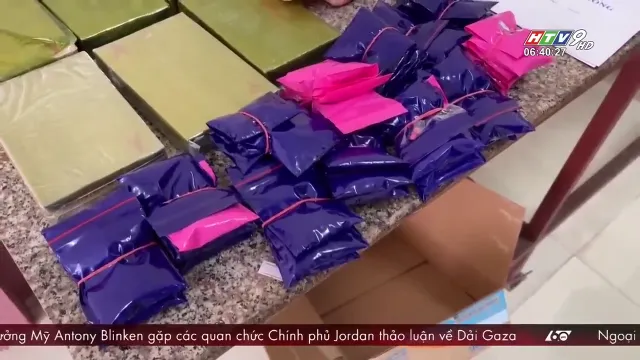 HTV9 HD
06:40:27
ưởng Mỹ Antony Blinken gặp các quan chức Chính phủ Jordan thảo luận về Dải Gaza
Ngoại